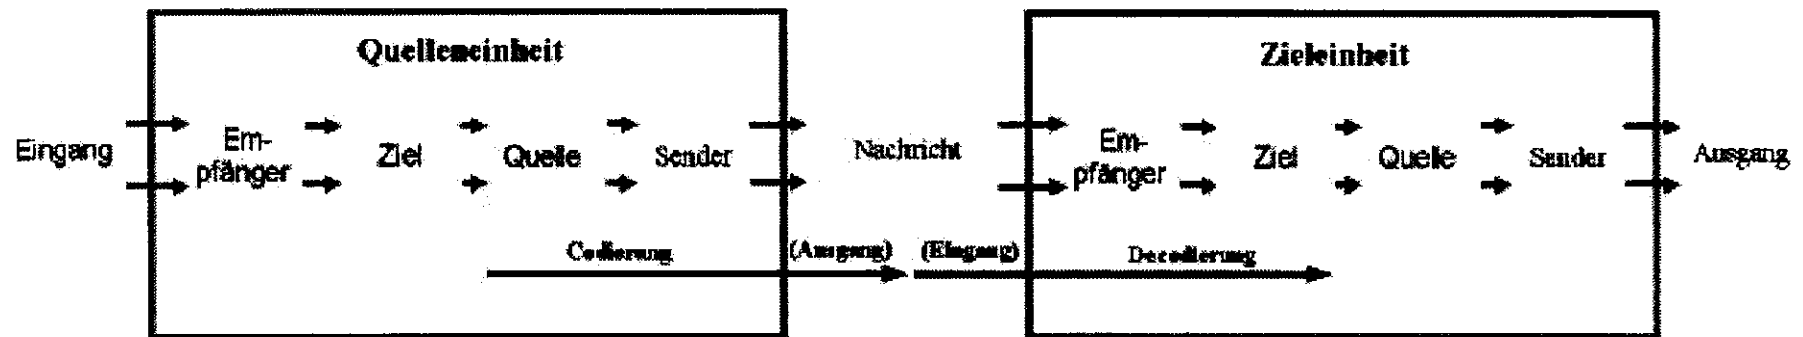 Quelleneinheit
Zieleinheit
Eingang
Em-
pfänger
Ziel
Quelle
Sender
Nachricht
Em-
pfänger
Ziel
Quelle
Sender
Ausgang
Codierung
(Ausgang)
(Eingang)
Decodierung